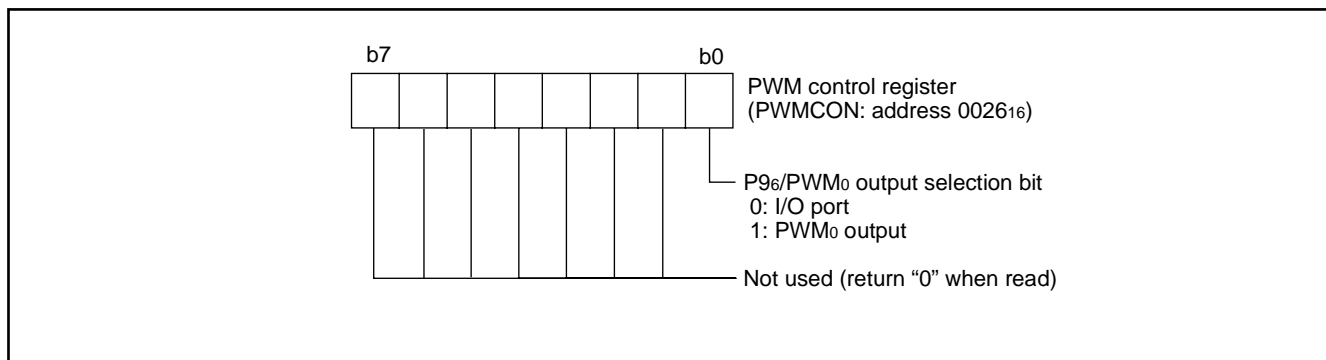 b7 b0
PWM control register
(PWMCON: address 0026₁₆)
P9₆/PWM₀ output selection bit
0: I/O port
1: PWM₀ output
Not used (return “0” when read)